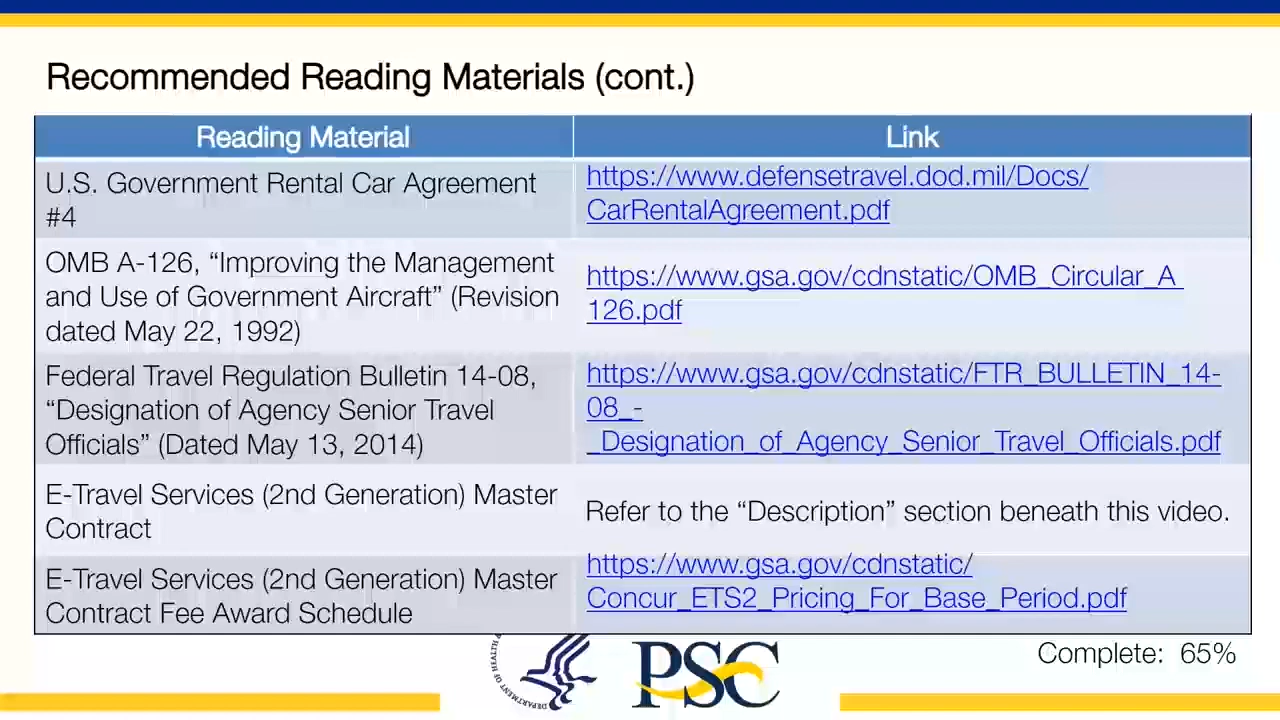 Recommended Reading Materials (cont.)
Reading Material
Link
U.S. Government Rental Car Agreement
#4
https://www.defensetravel.dod.mil/Docs/
CarRentalAgreement.pdf
OMB A-126, “Improving the Management
and Use of Government Aircraft” (Revision
dated May 22, 1992)
https://www.gsa.gov/cdnstatic/OMB_Circular_A_
126.pdf
Federal Travel Regulation Bulletin 14-08,
“Designation of Agency Senior Travel
Officials” (Dated May 13, 2014)
https://www.gsa.gov/cdnstatic/FTR_BULLETIN_14-
08_-
_Designation_of_Agency_Senior_Travel_Officials.pdf
E-Travel Services (2nd Generation) Master
Contract
Refer to the “Description” section beneath this video.
E-Travel Services (2nd Generation) Master
Contract Fee Award Schedule
https://www.gsa.gov/cdnstatic/
Concur_ETS2_Pricing_For_Base_Period.pdf
DEPARTMENT OF HEALTH
PSC
Complete: 65%